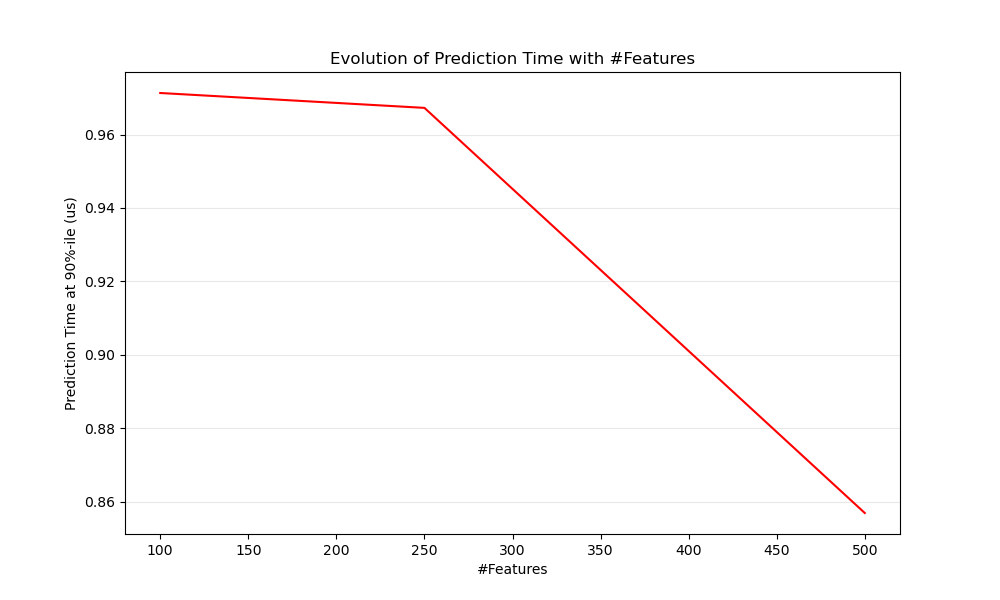 Evolution of Prediction Time with #Features
Prediction Time at 90%-ile (us)
0.96
0.94
0.92
0.90
0.88
0.86
100 150 200 250 300 350 400 450 500
#Features